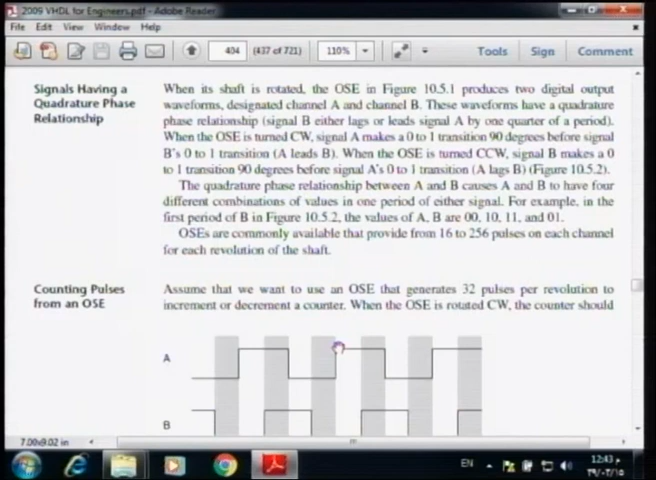 2009 VHDL for Engineers.pdf - Adobe Reader
File Edit View Window Help
404 (437 of 721) 110% Tools Sign Comment
Signals Having a
Quadrature Phase
Relationship
When its shaft is rotated, the OSE in Figure 10.5.1 produces two digital output
waveforms, designated channel A and channel B. These waveforms have a quadrature
phase relationship (signal B either lags or leads signal A by one quarter of a period).
When the OSE is turned CW, signal A makes a 0 to 1 transition 90 degrees before signal
B's 0 to 1 transition (A leads B). When the OSE is turned CCW, signal B makes a 0
to 1 transition 90 degrees before signal A's 0 to 1 transition (A lags B) (Figure 10.5.2).
The quadrature phase relationship between A and B causes A and B to have four
different combinations of values in one period of either signal. For example, in the
first period of B in Figure 10.5.2, the values of A, B are 00, 10, 11, and 01.
OSEs are commonly available that provide from 16 to 256 pulses on each channel
for each revolution of the shaft.
Counting Pulses
from an OSE
Assume that we want to use an OSE that generates 32 pulses per revolution to
increment or decrement a counter. When the OSE is rotated CW, the counter should
A
B
7.00x9.02 in
EN
12:43 م